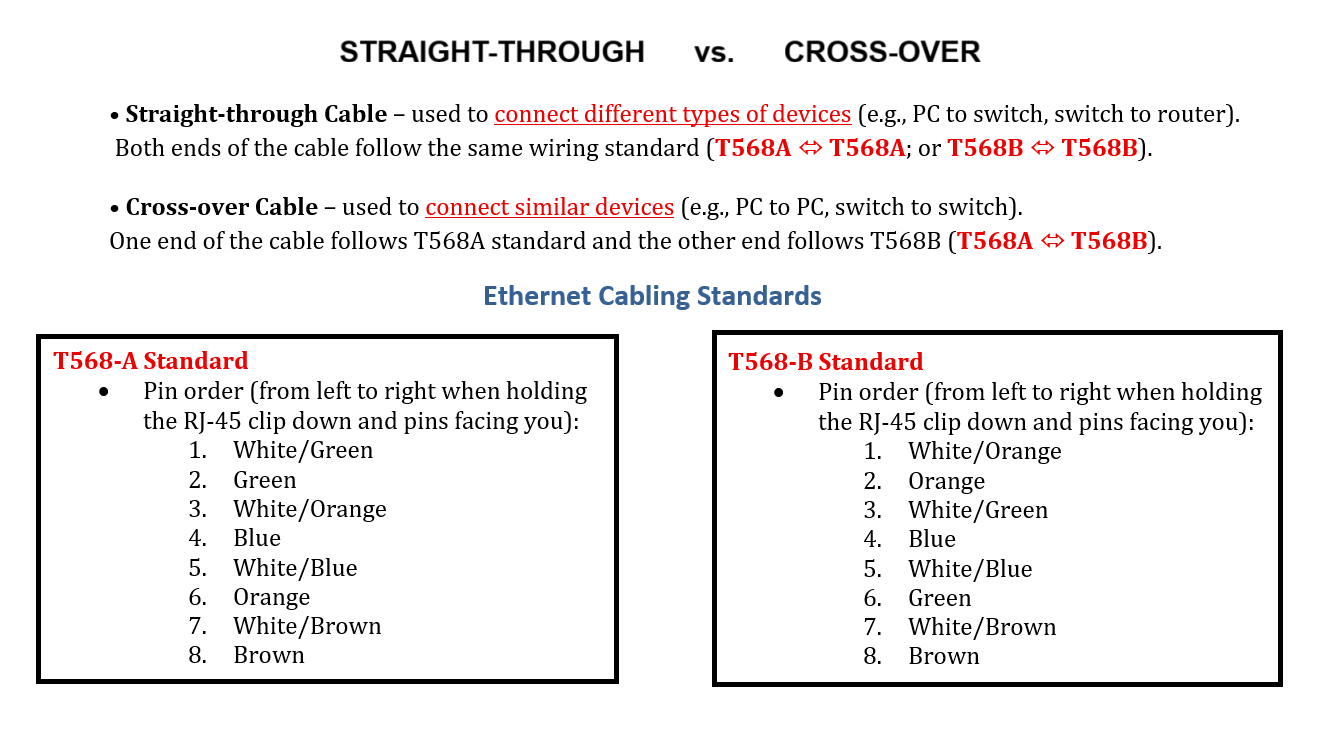 STRAIGHT-THROUGH vs. CROSS-OVER
• Straight-through Cable – used to connect different types of devices (e.g., PC to switch, switch to router).
Both ends of the cable follow the same wiring standard (T568A ⇔ T568A; or T568B ⇔ T568B).
• Cross-over Cable – used to connect similar devices (e.g., PC to PC, switch to switch).
One end of the cable follows T568A standard and the other end follows T568B (T568A ⇔ T568B).
Ethernet Cabling Standards
T568-A Standard
• Pin order (from left to right when holding
the RJ-45 clip down and pins facing you):
1. White/Green
2. Green
3. White/Orange
4. Blue
5. White/Blue
6. Orange
7. White/Brown
8. Brown
T568-B Standard
• Pin order (from left to right when holding
the RJ-45 clip down and pins facing you):
1. White/Orange
2. Orange
3. White/Green
4. Blue
5. White/Blue
6. Green
7. White/Brown
8. Brown